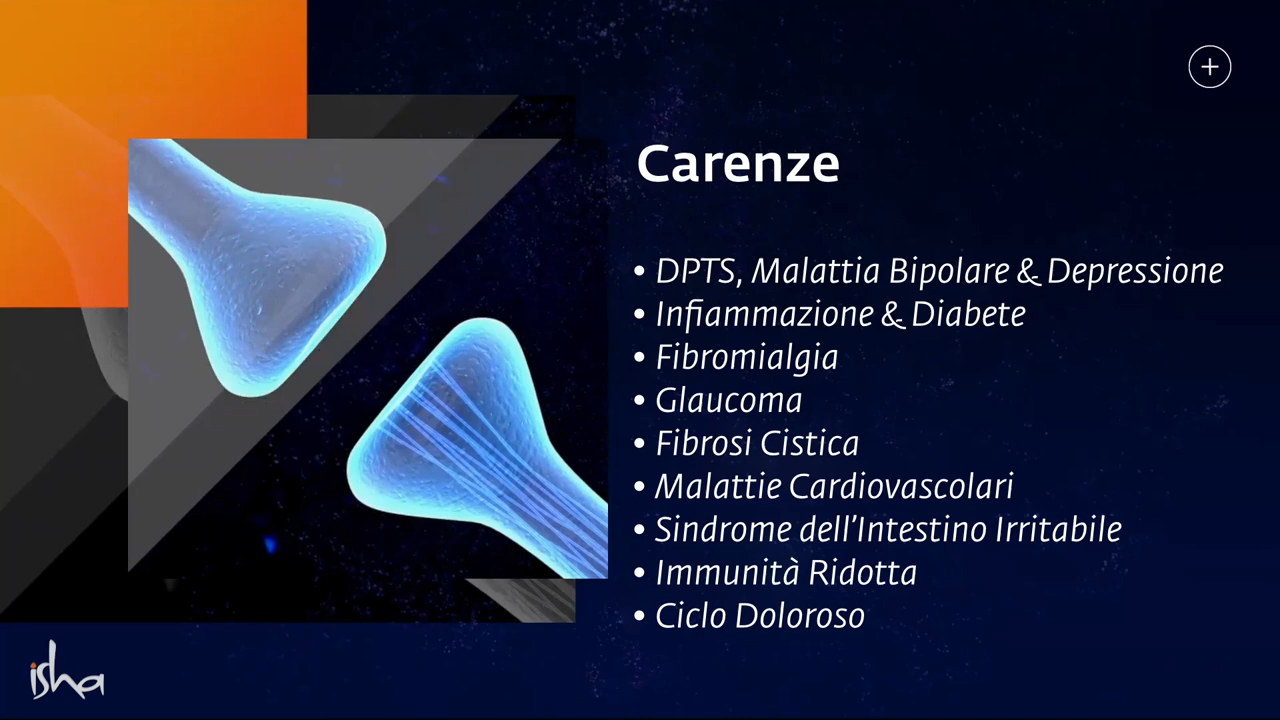 Carenze
• DPTS, Malattia Bipolare & Depressione
• Infiammazione & Diabete
• Fibromialgia
• Glaucoma
• Fibrosi Cistica
• Malattie Cardiovascolari
• Sindrome dell’Intestino Irritabile
• Immunità Ridotta
• Ciclo Doloroso
isha